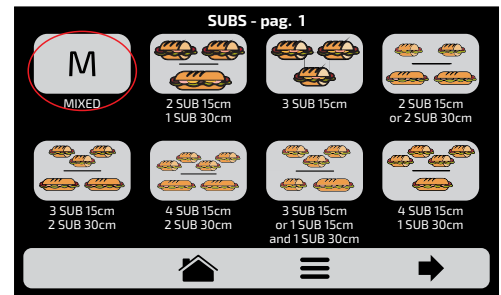 SUBS - pag. 1
M
MIXED
2 SUB 15cm
1 SUB 30cm
3 SUB 15cm
2 SUB 15cm
or 2 SUB 30cm
3 SUB 15cm
2 SUB 30cm
4 SUB 15cm
2 SUB 30cm
3 SUB 15cm
or 1 SUB 15cm
and 1 SUB 30cm
4 SUB 15cm
1 SUB 30cm